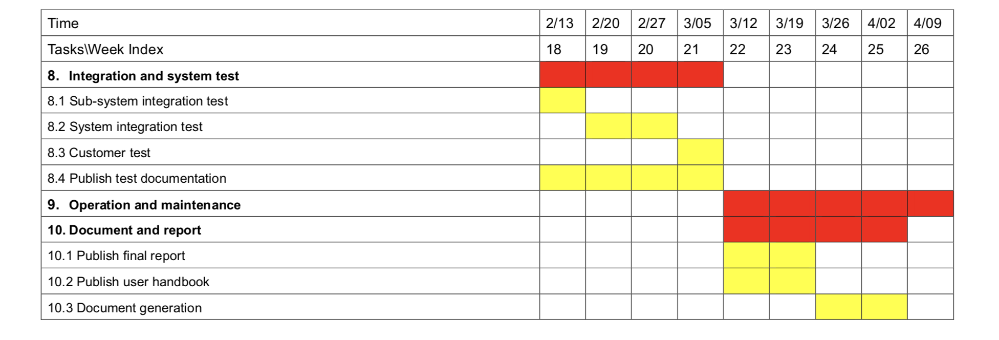 Time 2/13 2/20 2/27 3/05 3/12 3/19 3/26 4/02 4/09
Tasks\Week Index 18 19 20 21 22 23 24 25 26
8. Integration and system test
8.1 Sub-system integration test
8.2 System integration test
8.3 Customer test
8.4 Publish test documentation
9. Operation and maintenance
10. Document and report
10.1 Publish final report
10.2 Publish user handbook
10.3 Document generation